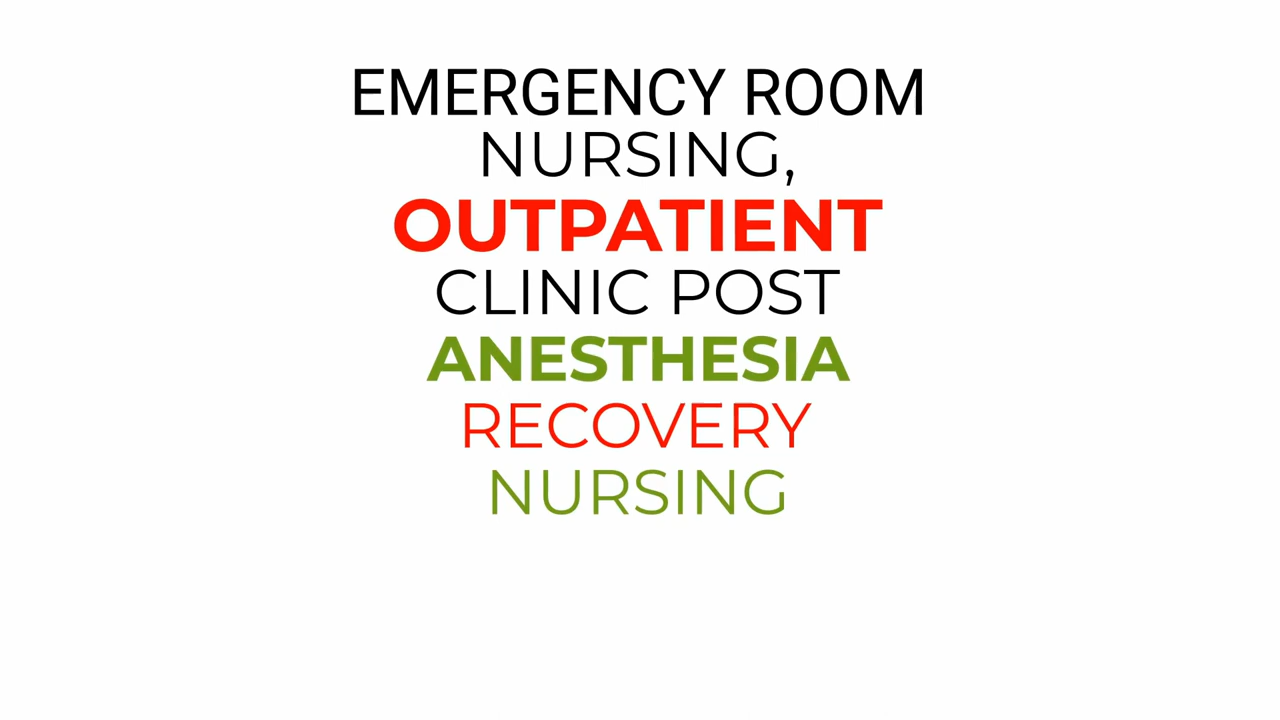 EMERGENCY ROOM
NURSING,
OUTPATIENT
CLINIC POST
ANESTHESIA
RECOVERY
NURSING